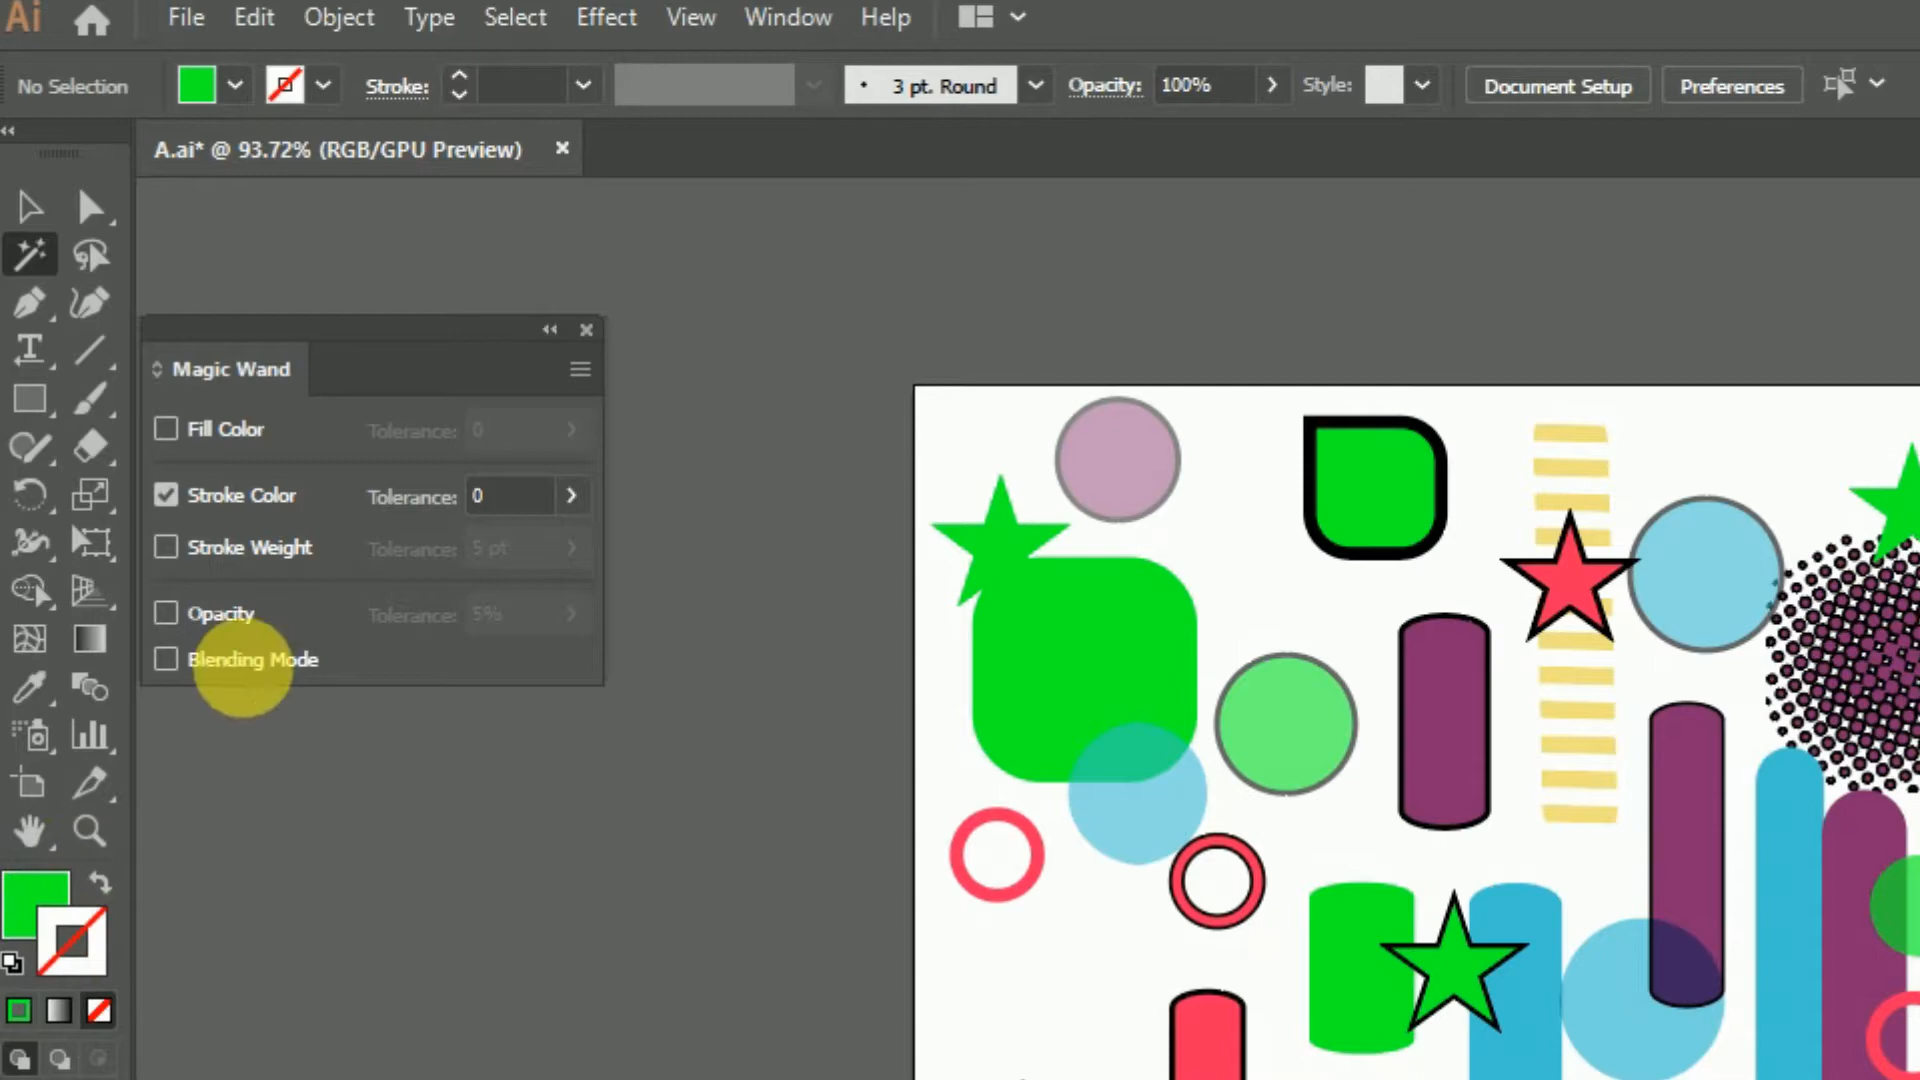 Ai File Edit Object Type Select Effect View Window Help
No Selection Stroke: 3 pt. Round Opacity: 100% Style: Document Setup Preferences
A.ai* @ 93.72% (RGB/GPU Preview)
Magic Wand
Fill Color Tolerance: 0
Stroke Color Tolerance: 0
Stroke Weight Tolerance: 5 pt
Opacity Tolerance: 5%
Blending Mode